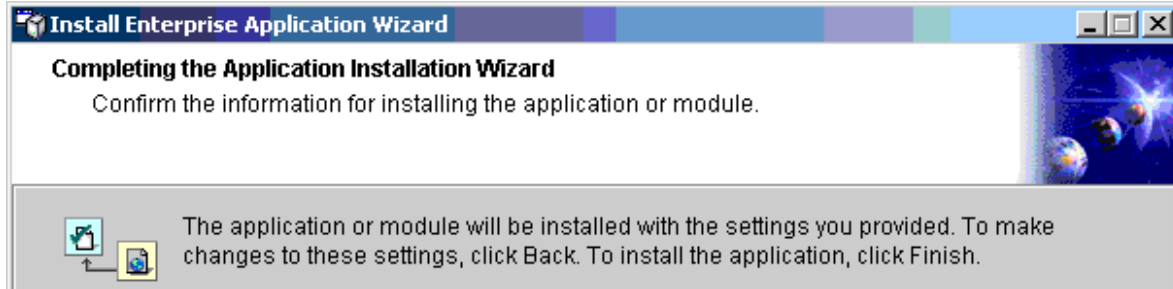 Install Enterprise Application Wizard
Completing the Application Installation Wizard
Confirm the information for installing the application or module.
The application or module will be installed with the settings you provided. To make
changes to these settings, click Back. To install the application, click Finish.